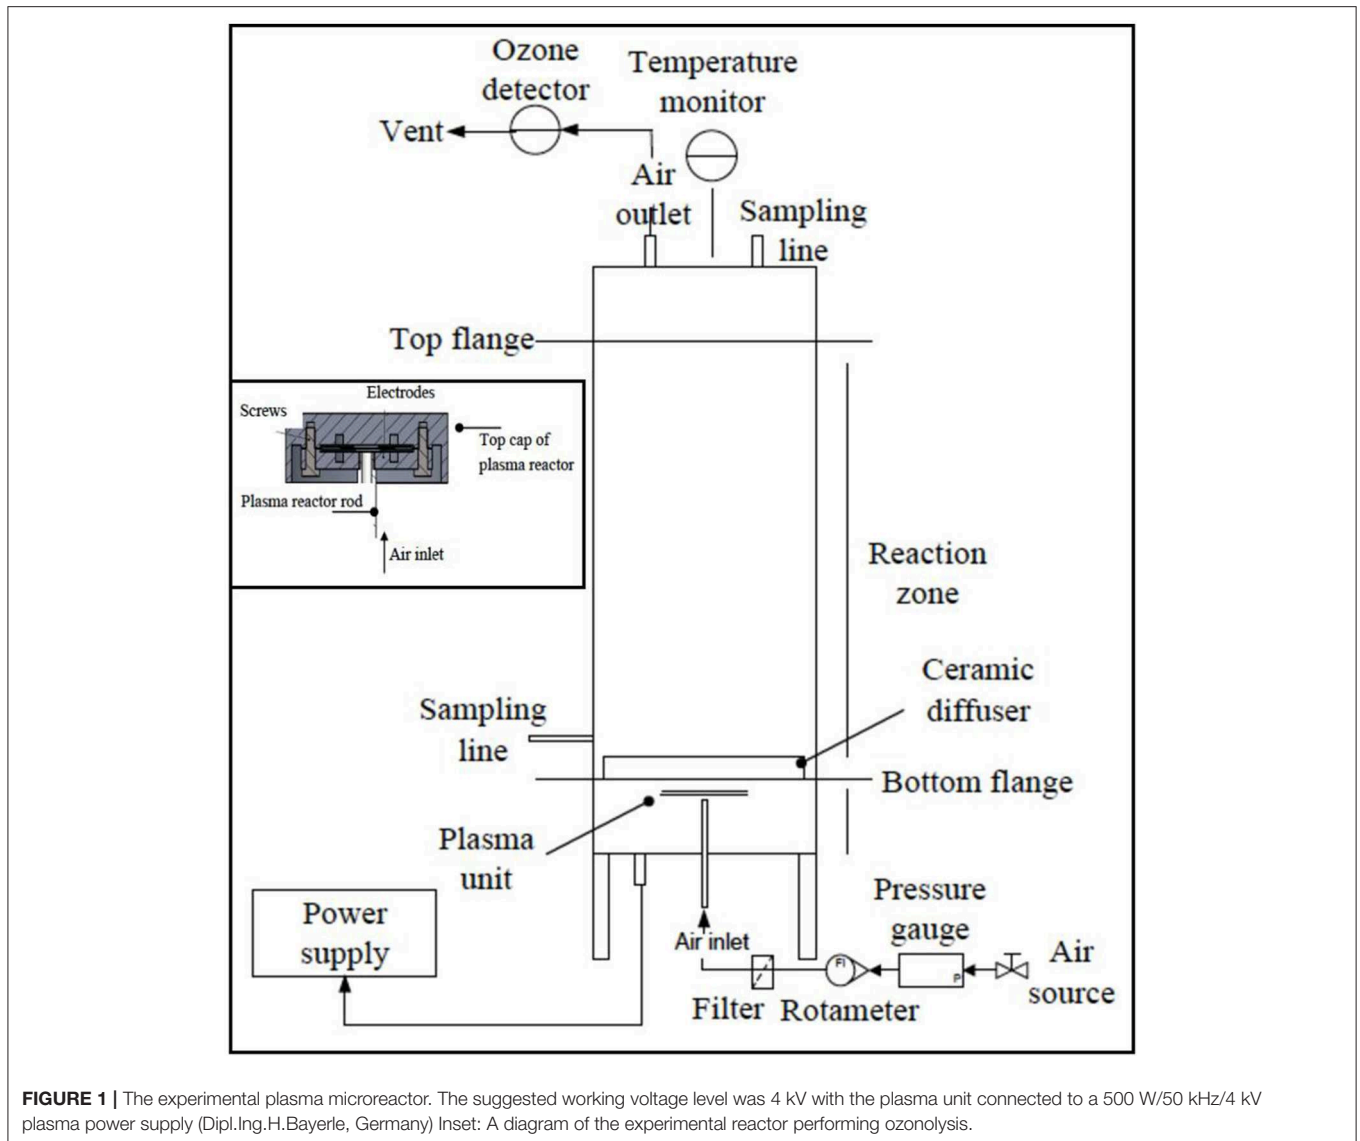 Ozone
detector
Temperature
monitor
Vent
Air
outlet
Sampling
line
Top flange
Electrodes
Screws
Top cap of
plasma reactor
Plasma reactor rod
Air inlet
Reaction
zone
Ceramic
diffuser
Sampling
line
Bottom flange
Plasma
unit
Power
supply
Pressure
gauge
Air inlet
FI
P
Air
source
Filter
Rotameter
FIGURE 1 | The experimental plasma microreactor. The suggested working voltage level was 4 kV with the plasma unit connected to a 500 W/50 kHz/4 kV
plasma power supply (Dipl.Ing.H.Bayerle, Germany) Inset: A diagram of the experimental reactor performing ozonolysis.